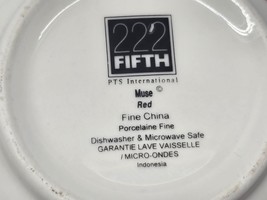 222
FIFTH
PTS International
Muse ©
Red
Fine China
Porcelaine Fine
Dishwasher & Microwave Safe
GARANTIE LAVE VAISSELLE
/ MICRO-ONDES
Indonesia